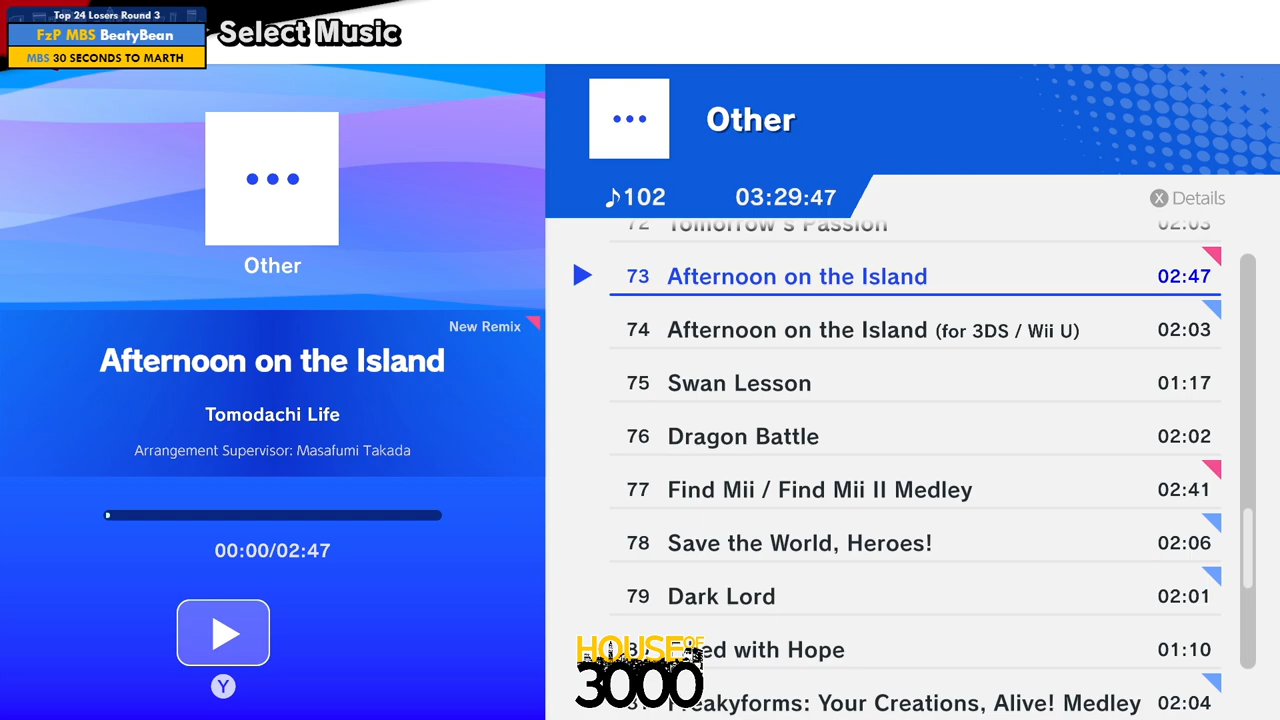 Top 24 Losers Round 3
FzP MBS BeatyBean
MBS 30 SECONDS TO MARTH
Select Music
Other
New Remix
Afternoon on the Island
Tomodachi Life
Arrangement Supervisor: Masafumi Takada
00:00/02:47
Y
Other
♪102 03:29:47
X Details
72 Tomorrow's Passion 02:03
73 Afternoon on the Island 02:47
74 Afternoon on the Island (for 3DS / Wii U) 02:03
75 Swan Lesson 01:17
76 Dragon Battle 02:02
77 Find Mii / Find Mii II Medley 02:41
78 Save the World, Heroes! 02:06
79 Dark Lord 02:01
with Hope 01:10
Your Creations, Alive! Medley 02:04
HOUSE OF
3000